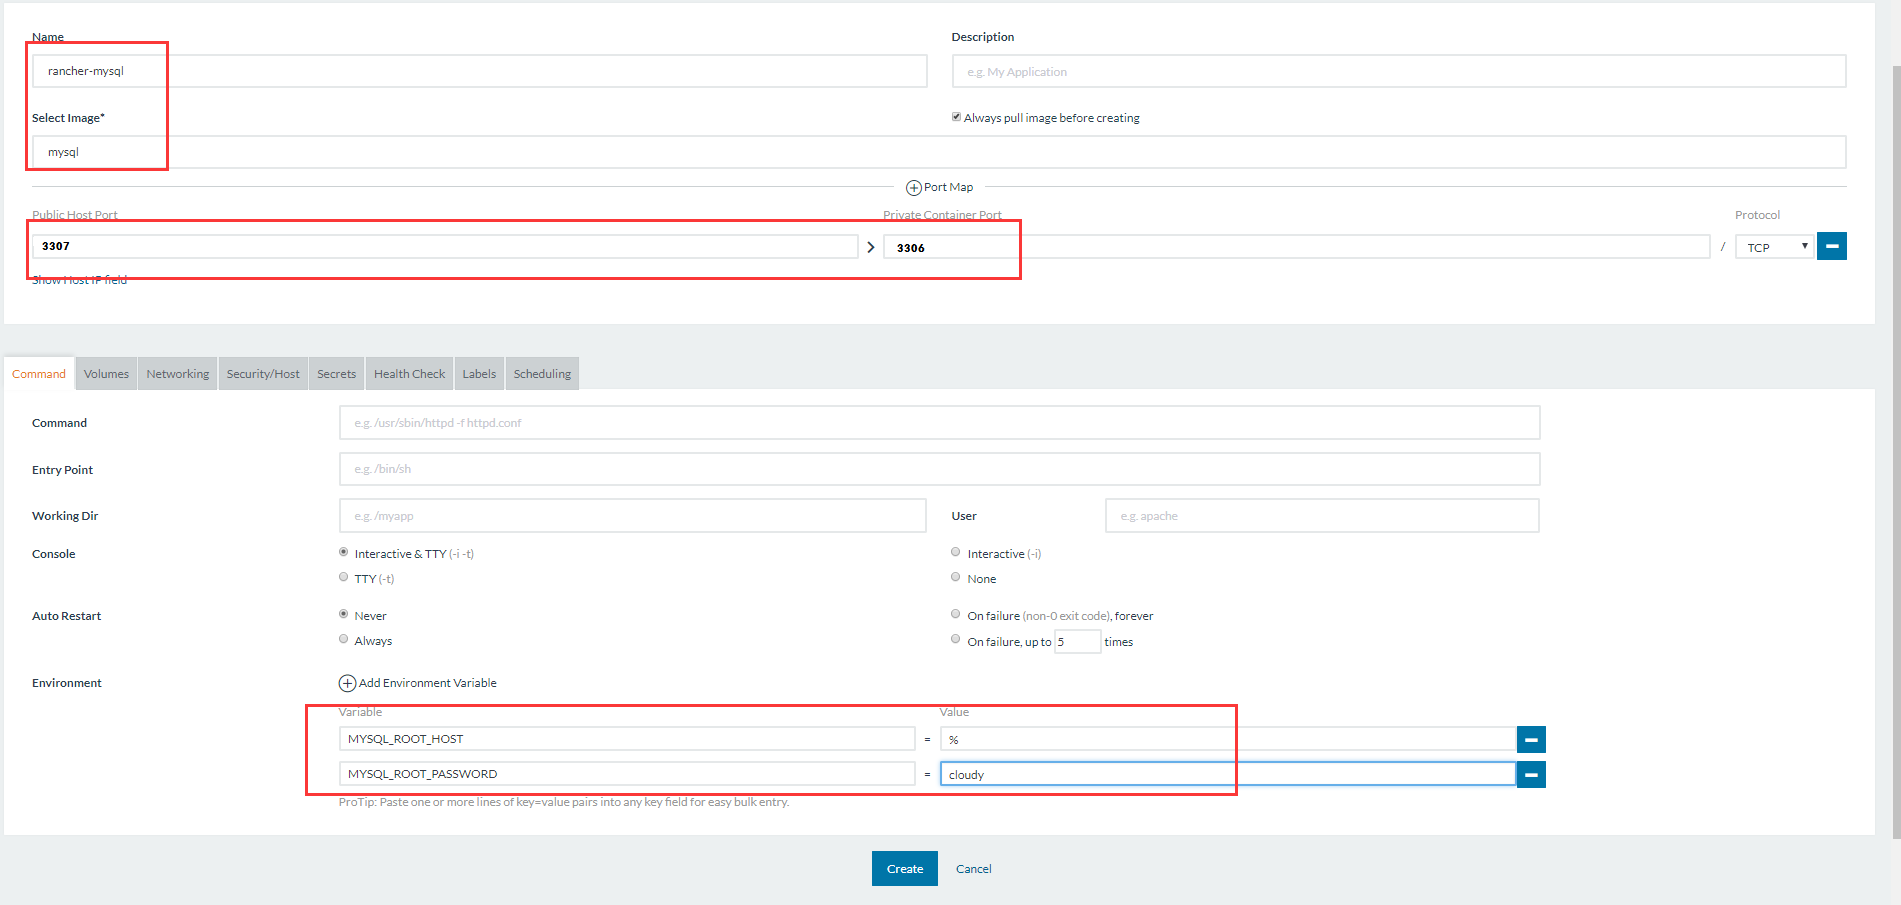 Name
Description
rancher-mysql
e.g. My Application
Select Image*
Always pull image before creating
mysql
Port Map
Public Host Port
Private Container Port
Protocol
3307
3306
/
TCP
Show Host IP field
Command
Volumes
Networking
Security/Host
Secrets
Health Check
Labels
Scheduling
Command
e.g. /usr/sbin/httpd -f httpd.conf
Entry Point
e.g. /bin/sh
Working Dir
e.g. /myapp
User
e.g. apache
Console
Interactive & TTY (-i -t)
Interactive (-i)
TTY (-t)
None
Auto Restart
Never
On failure (non-0 exit code), forever
Always
On failure, up to 5 times
Environment
Add Environment Variable
Variable
Value
MYSQL_ROOT_HOST = %
MYSQL_ROOT_PASSWORD = cloudy
ProTip: Paste one or more lines of key=value pairs into any key field for easy bulk entry.
Create
Cancel